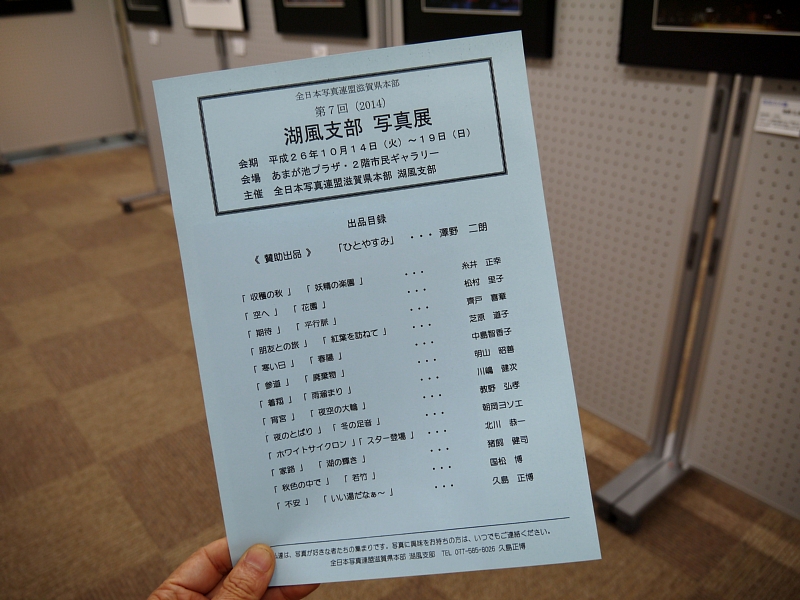 全日本写真連盟滋賀県本部
第7回（2014）
湖風支部 写真展
会期　平成26年10月14日（火）～19日（日）
会場　あまが池プラザ・2階市民ギャラリー
主催　全日本写真連盟滋賀県本部 湖風支部
出品目録
《 賛助出品 》　「ひとやすみ」　・・・ 澤野　二朗
「 収穫の秋 」　「 妖精の楽園 」　・・・　糸井　正幸
「 空へ 」　「 花園 」　・・・　松村　里子
「 期待 」　「 平行脈 」　・・・　齊戸　喜華
「 朋友との旅 」　「 紅葉を訪ねて 」　・・・　芝原　道子
「 寒い日 」　「 春陽 」　・・・　中島智香子
「 参道 」　「 廃棄物 」　・・・　明山　昭善
「 着翔 」　「 雨溜まり 」　・・・　川嶋　健次
「 宵宮 」　「 夜空の大輪 」　・・・　教野　弘孝
「 夜のとばり 」　「 冬の足音 」　・・・　朝岡ヨソエ
「 ホワイトサイクロン 」「 スター登場 」　・・・　北川　恭一
「 家路 」　「 湖の輝き 」　・・・　猪飼　健司
「 秋色の中で 」　「 若竹 」　・・・　国松　博
「 不安 」　「 いい湯だなぁ～ 」　・・・　久島　正博
は、写真が好きな者たちの集まりです。写真に興味をお持ちの方は、いつでもご連絡ください。
全日本写真連盟滋賀県本部 湖風支部　TEL 077-585-8026 久島正博